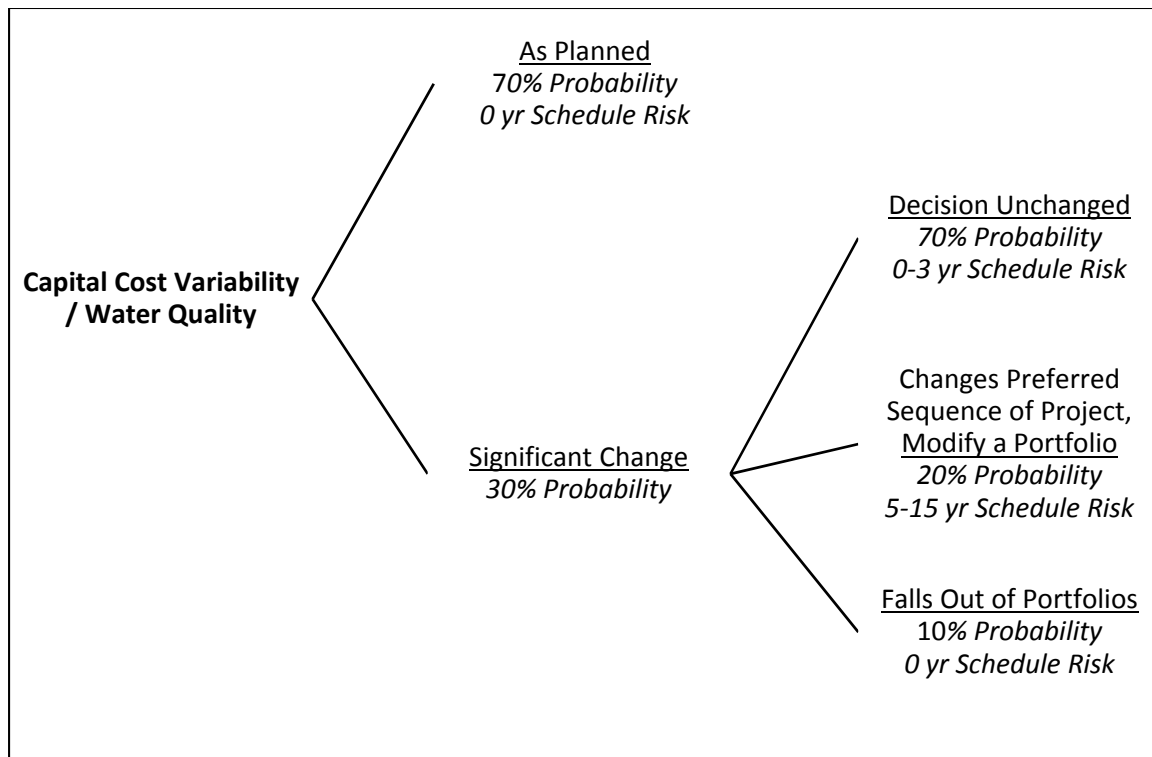 As Planned
70% Probability
0 yr Schedule Risk
Capital Cost Variability
/ Water Quality
Significant Change
30% Probability
Decision Unchanged
70% Probability
0-3 yr Schedule Risk
Changes Preferred
Sequence of Project,
Modify a Portfolio
20% Probability
5-15 yr Schedule Risk
Falls Out of Portfolios
10% Probability
0 yr Schedule Risk